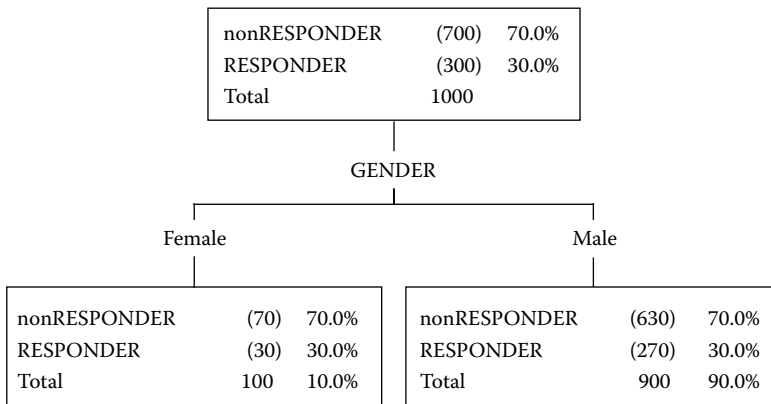 nonRESPONDER (700) 70.0%
RESPONDER (300) 30.0%
Total 1000
GENDER
Female
Male
nonRESPONDER (70) 70.0%
RESPONDER (30) 30.0%
Total 100 10.0%
nonRESPONDER (630) 70.0%
RESPONDER (270) 30.0%
Total 900 90.0%